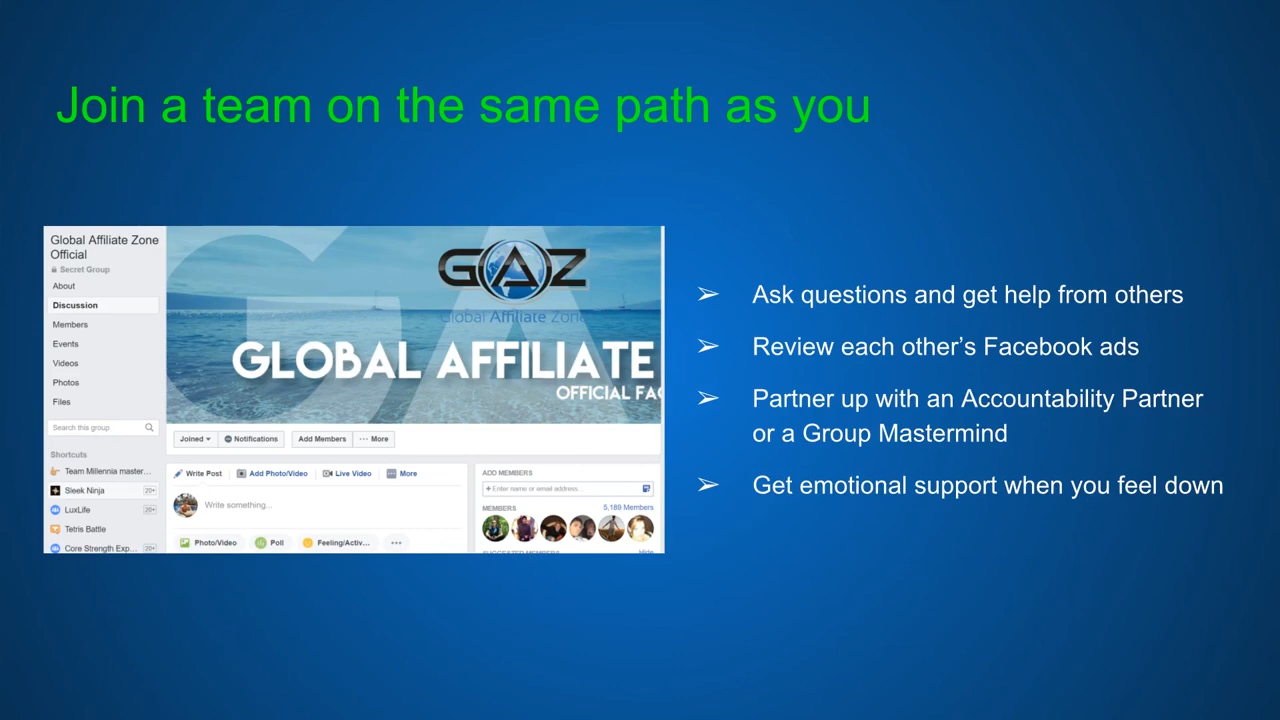 Join a team on the same path as you
Global Affiliate Zone
Official
Secret Group
About
Discussion
Members
Events
Videos
Photos
Files
Search this group
Shortcuts
Team Millennia master...
Sleek Ninja 20+
LuxLife 20+
Tetris Battle
Core Strength Exp... 20+
GAZ
Global Affiliate Zone
GLOBAL AFFILIATE
OFFICIAL FAC
Joined Notifications Add Members ··· More
Write Post Add Photo/Video Live Video More
Write something...
Photo/Video Poll Feeling/Activ... •••
ADD MEMBERS
+ Enter name or email address...
MEMBERS 5,189 Members
SUGGESTED MEMBERS Hide
➢ Ask questions and get help from others
➢ Review each other’s Facebook ads
➢ Partner up with an Accountability Partner
or a Group Mastermind
➢ Get emotional support when you feel down